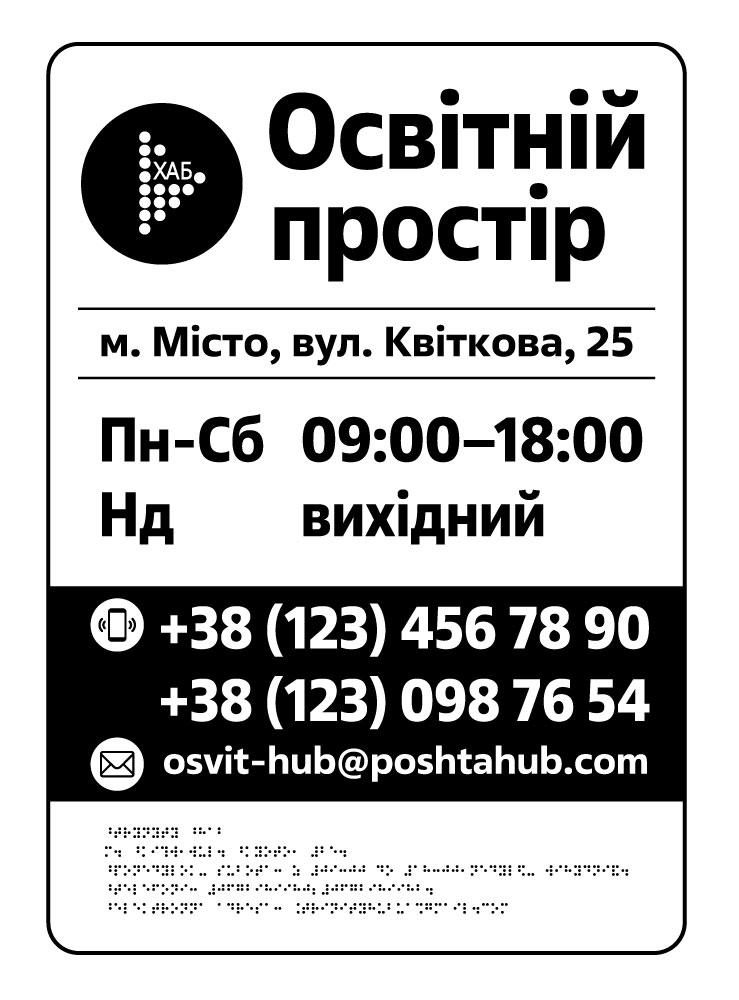 ХАБ
Освітній
простір
м. Місто, вул. Квіткова, 25
Пн-Сб 09:00–18:00
Нд вихідний
+38 (123) 456 78 90
+38 (123) 098 76 54
osvit-hub@poshtahub.com